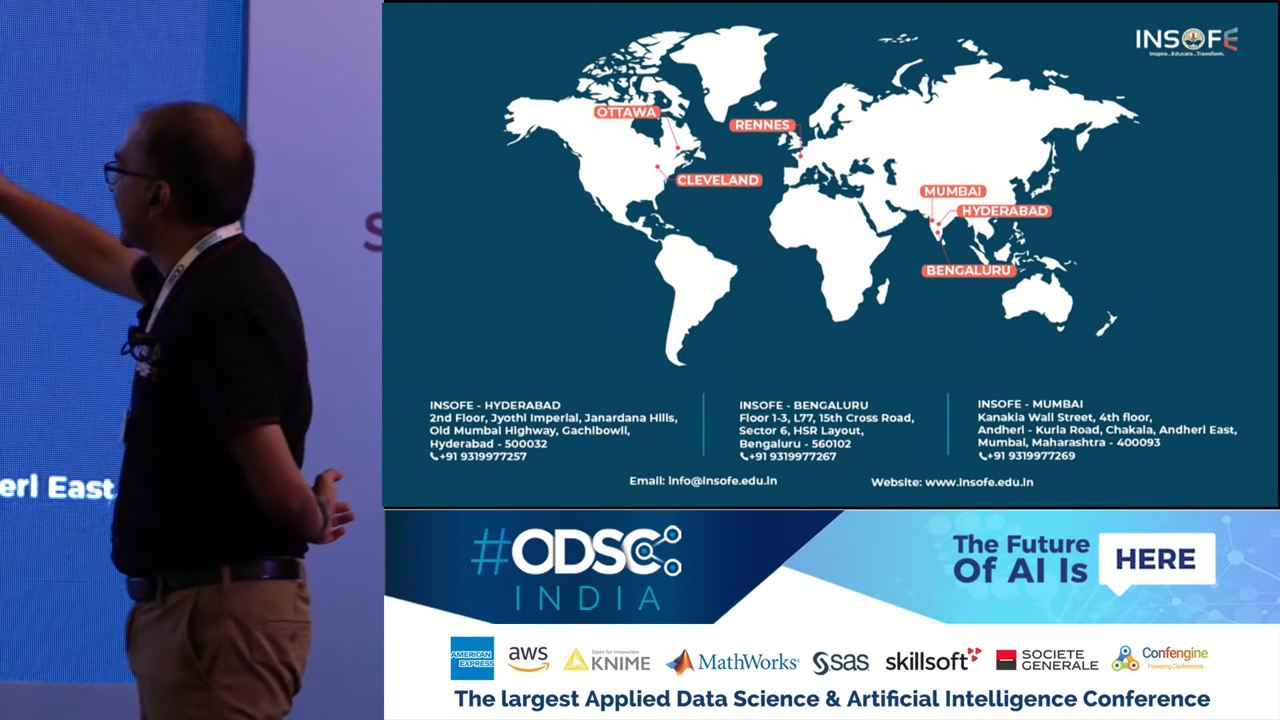 INSOFE
Inspire...Educate...Transform.
OTTAWA
RENNES
CLEVELAND
MUMBAI
HYDERABAD
BENGALURU
INSOFE - HYDERABAD
2nd Floor, Jyothi Imperial, Janardana Hills,
Old Mumbai Highway, Gachibowli,
Hyderabad - 500032
+91 9319977257
INSOFE - BENGALURU
Floor 1-3, L77, 15th Cross Road,
Sector 6, HSR Layout,
Bengaluru - 560102
+91 9319977267
INSOFE - MUMBAI
Kanakia Wall Street, 4th floor,
Andheri - Kurla Road, Chakala, Andheri East,
Mumbai, Maharashtra - 400093
+91 9319977269
Email: info@insofe.edu.in
Website: www.insofe.edu.in
eri East
S
#ODSC
INDIA
The Future
Of AI Is
HERE
AMERICAN
EXPRESS
aws
Open for Innovation
KNIME
MathWorks®
sas
skillsoft
SOCIETE
GENERALE
Confengine
Powering Conferences
The largest Applied Data Science & Artificial Intelligence Conference